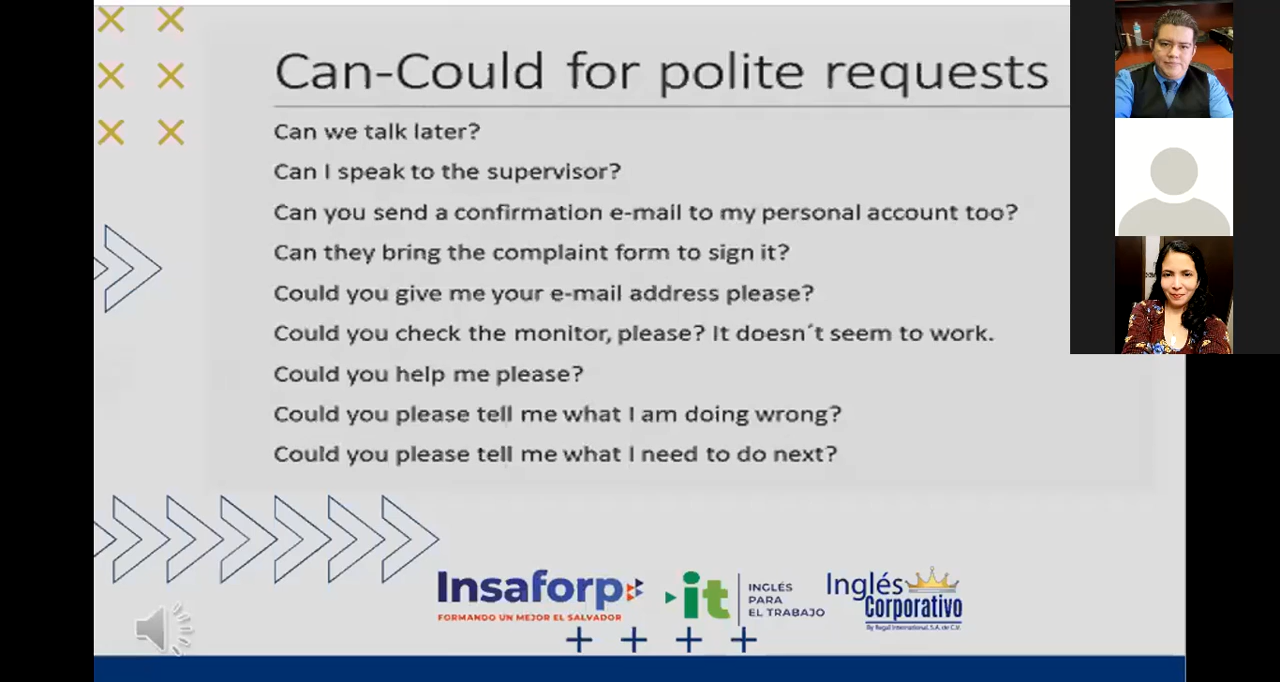 Can-Could for polite requests
Can we talk later?
Can I speak to the supervisor?
Can you send a confirmation e-mail to my personal account too?
Can they bring the complaint form to sign it?
Could you give me your e-mail address please?
Could you check the monitor, please? It doesn´t seem to work.
Could you help me please?
Could you please tell me what I am doing wrong?
Could you please tell me what I need to do next?
Insaforp
FORMANDO UN MEJOR EL SALVADOR
it
INGLÉS
PARA
EL TRABAJO
Inglés
Corporativo
By Regal International, S.A. de C.V.